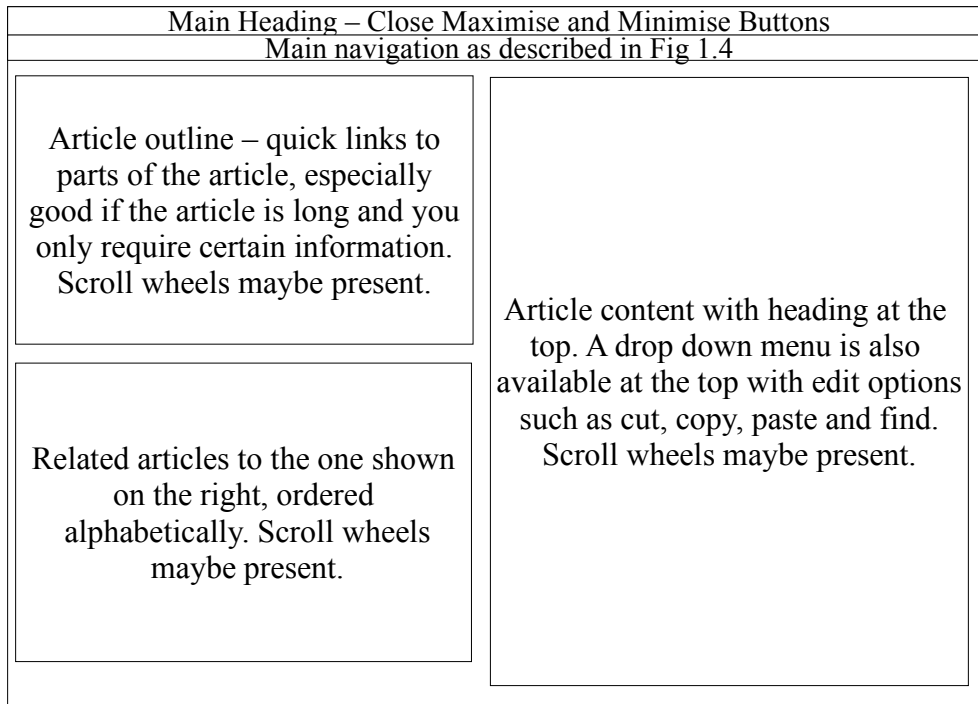 Main Heading – Close Maximise and Minimise Buttons
Main navigation as described in Fig 1.4
Article outline – quick links to
parts of the article, especially
good if the article is long and you
only require certain information.
Scroll wheels maybe present.
Related articles to the one shown
on the right, ordered
alphabetically. Scroll wheels
maybe present.
Article content with heading at the
top. A drop down menu is also
available at the top with edit options
such as cut, copy, paste and find.
Scroll wheels maybe present.